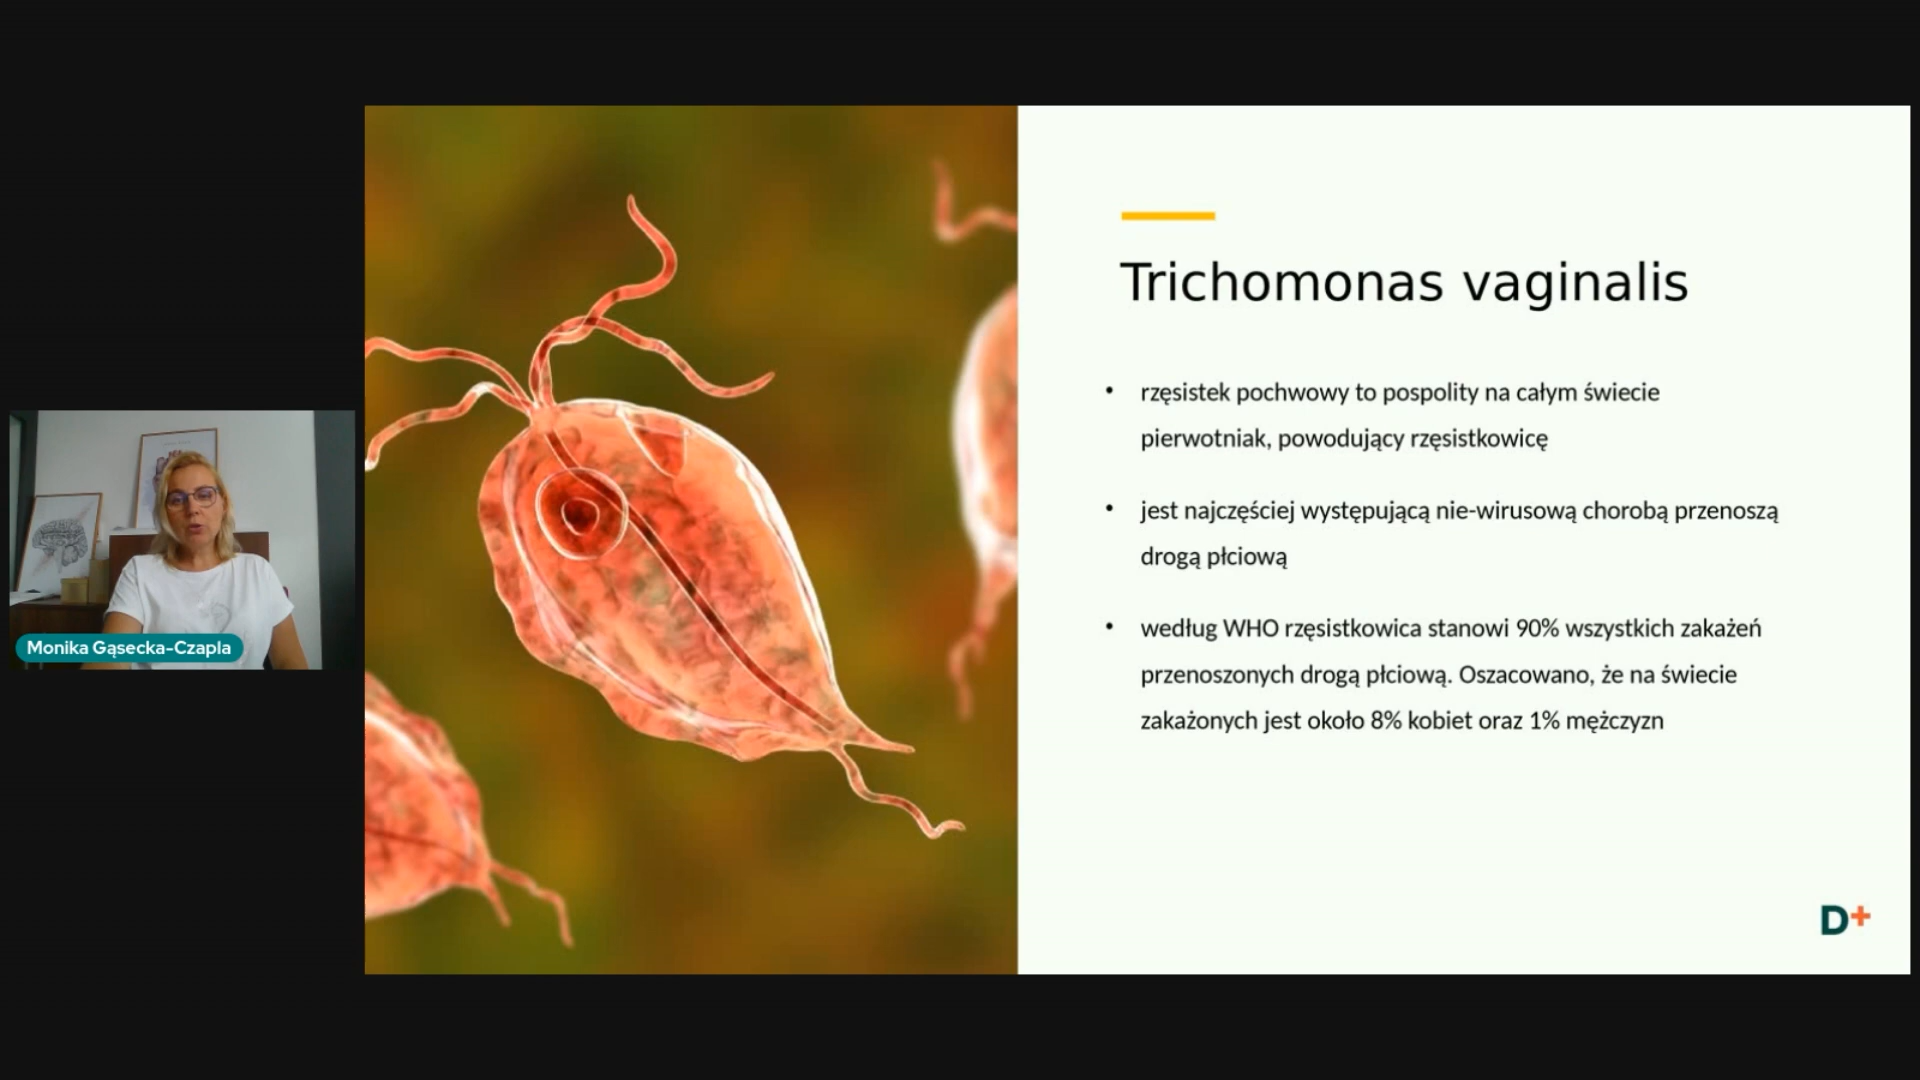 Monika Gąsecka-Czapla
Trichomonas vaginalis
• rzęsistek pochwowy to pospolity na całym świecie
pierwotniak, powodujący rzęsistkowicę
• jest najczęściej występującą nie-wirusową chorobą przenoszą
drogą płciową
• według WHO rzęsistkowica stanowi 90% wszystkich zakażeń
przenoszonych drogą płciową. Oszacowano, że na świecie
zakażonych jest około 8% kobiet oraz 1% mężczyzn
D+